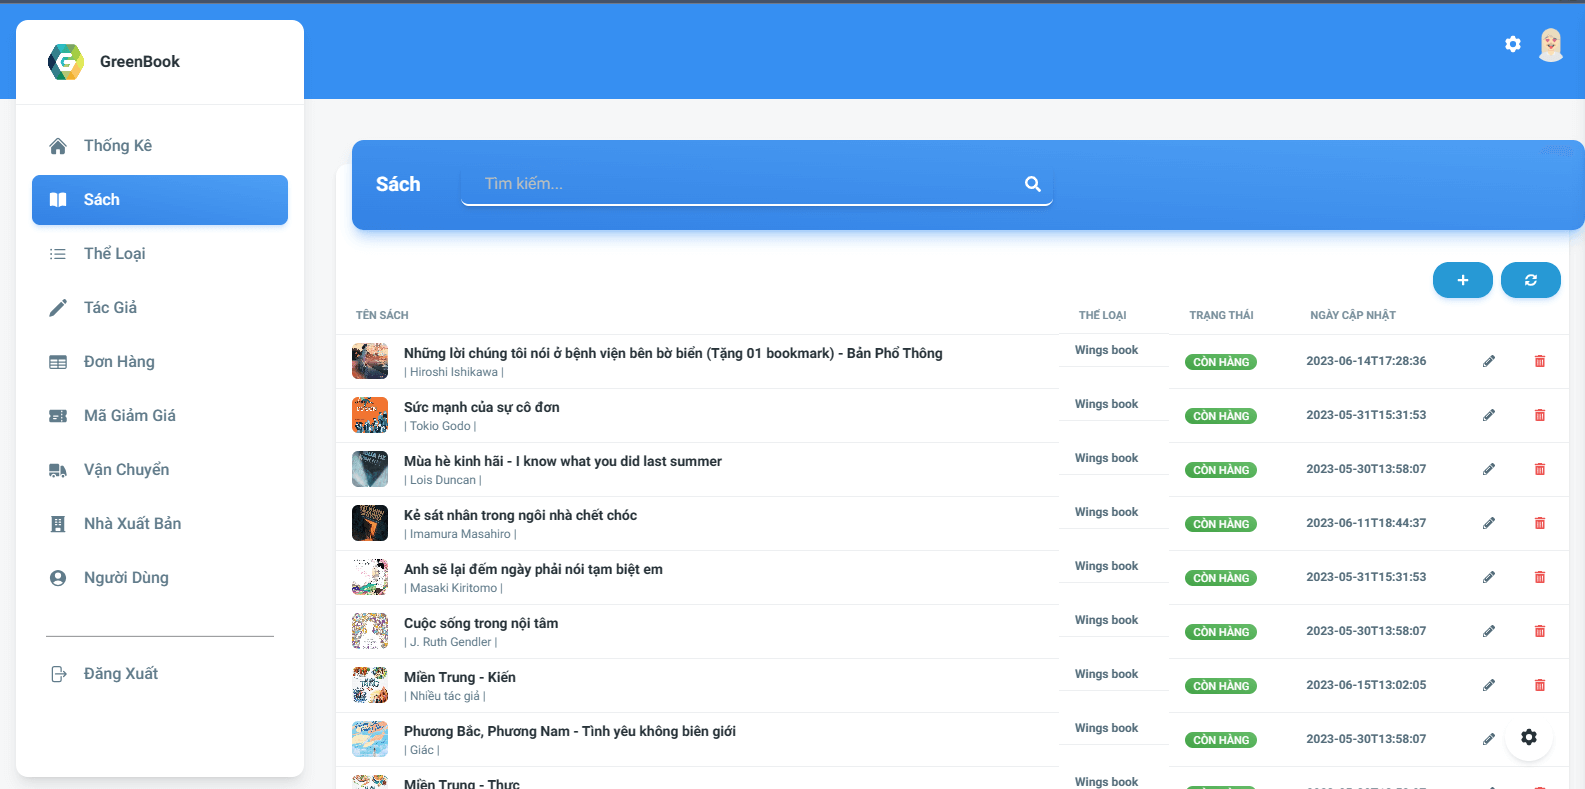 GreenBook
Thống Kê
Sách
Thể Loại
Tác Giả
Đơn Hàng
Mã Giảm Giá
Vận Chuyển
Nhà Xuất Bản
Người Dùng
Đăng Xuất
Sách Tìm kiếm...
TÊN SÁCH THỂ LOẠI TRẠNG THÁI NGÀY CẬP NHẬT
Những lời chúng tôi nói ở bệnh viện bên bờ biển (Tặng 01 bookmark) - Bản Phổ Thông Wings book CÒN HÀNG 2023-06-14T17:28:36
| Hiroshi Ishikawa |
Sức mạnh của sự cô đơn Wings book CÒN HÀNG 2023-05-31T15:31:53
| Tokio Godo |
Mùa hè kinh hãi - I know what you did last summer Wings book CÒN HÀNG 2023-05-30T13:58:07
| Lois Duncan |
Kẻ sát nhân trong ngôi nhà chết chóc Wings book CÒN HÀNG 2023-06-11T18:44:37
| Imamura Masahiro |
Anh sẽ lại đếm ngày phải nói tạm biệt em Wings book CÒN HÀNG 2023-05-31T15:31:53
| Masaki Kiritomo |
Cuộc sống trong nội tâm Wings book CÒN HÀNG 2023-05-30T13:58:07
| J. Ruth Gendler |
Miền Trung - Kiến Wings book CÒN HÀNG 2023-06-15T13:02:05
| Nhiều tác giả |
Phương Bắc, Phương Nam - Tình yêu không biên giới Wings book CÒN HÀNG 2023-05-30T13:58:07
| Giác |
Miền Trung - Thực Wings book